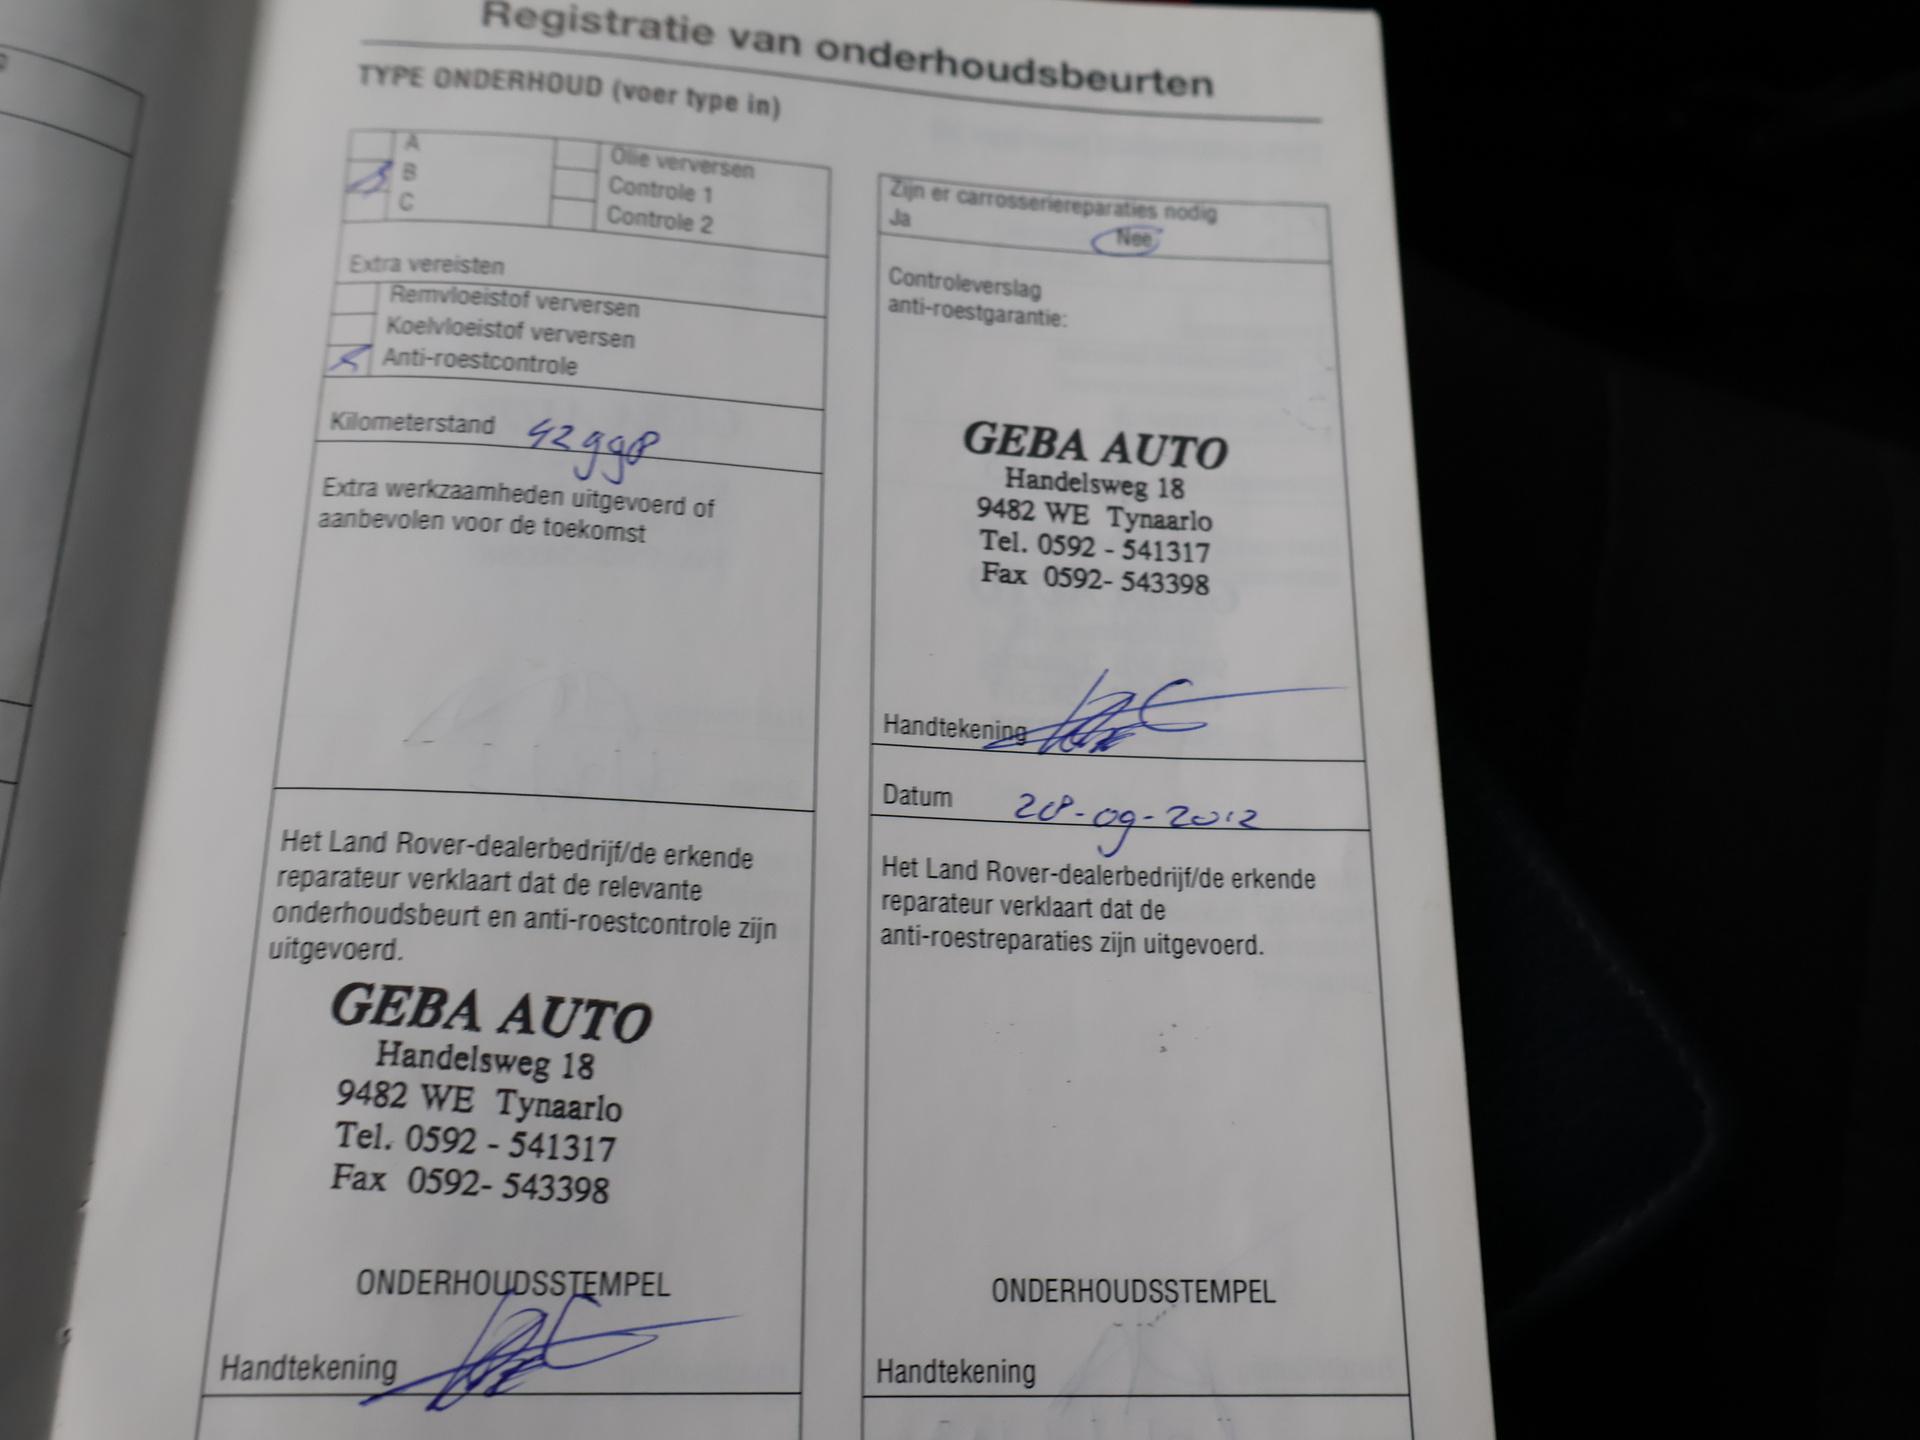 Registratie van onderhoudsbeurten
TYPE ONDERHOUD (voer type in)
A
B
C
Olie verversen
Controle 1
Controle 2
Extra vereisten
Remvloeistof verversen
Koelvloeistof verversen
Anti-roestcontrole
Kilometerstand 42998
Extra werkzaamheden uitgevoerd of
aanbevolen voor de toekomst
Het Land Rover-dealerbedrijf/de erkende
reparateur verklaart dat de relevante
onderhoudsbeurt en anti-roestcontrole zijn
uitgevoerd.
GEBA AUTO
Handelsweg 18
9482 WE Tynaarlo
Tel. 0592 - 541317
Fax 0592- 543398
ONDERHOUDSSTEMPEL
Handtekening
Zijn er carrosseriereparaties nodig
Ja Nee
Controleverslag
anti-roestgarantie:
GEBA AUTO
Handelsweg 18
9482 WE Tynaarlo
Tel. 0592 - 541317
Fax 0592- 543398
Handtekening
Datum 28-09-2012
Het Land Rover-dealerbedrijf/de erkende
reparateur verklaart dat de
anti-roestreparaties zijn uitgevoerd.
ONDERHOUDSSTEMPEL
Handtekening